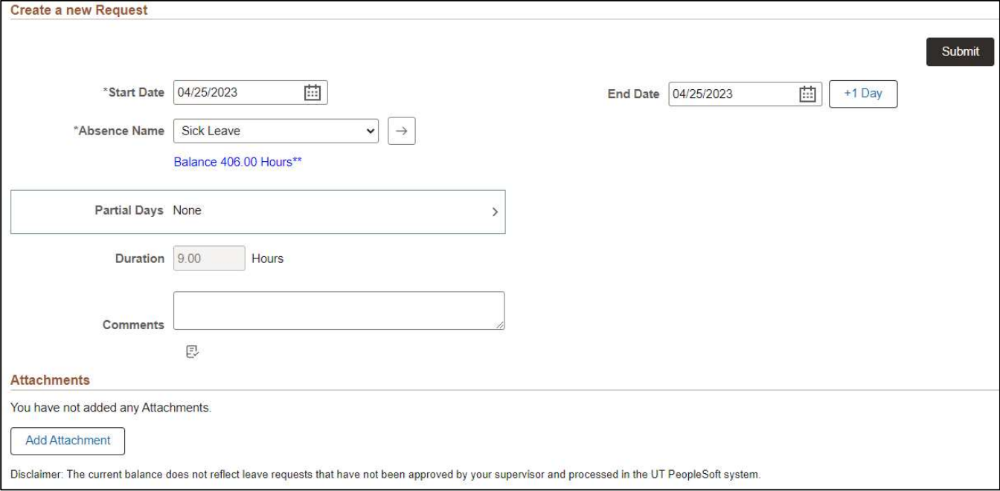 Create a new Request
Submit
*Start Date 04/25/2023 End Date 04/25/2023 +1 Day
*Absence Name Sick Leave
Balance 406.00 Hours**
Partial Days None
Duration 9.00 Hours
Comments
Attachments
You have not added any Attachments.
Add Attachment
Disclaimer: The current balance does not reflect leave requests that have not been approved by your supervisor and processed in the UT PeopleSoft system.